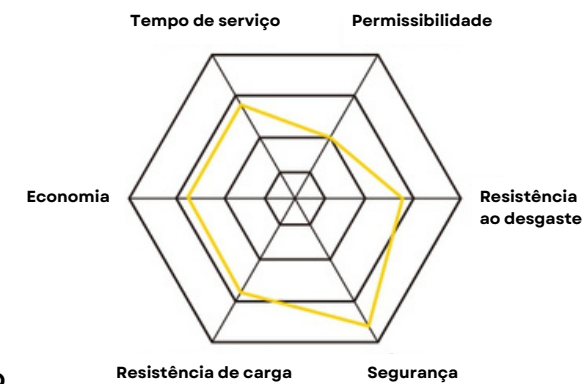 Tempo de serviço
Permissibilidade
Economia
Resistência
ao desgaste
Resistência de carga
Segurança